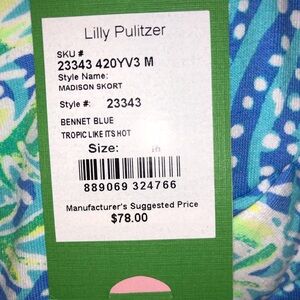 Lilly Pulitzer
SKU #
23343 420YV3 M
Style Name:
MADISON SKORT
Style #: 23343
BENNET BLUE
TROPIC LIKE ITS HOT
Size:
889069 324766
Manufacturer's Suggested Price
$78.00